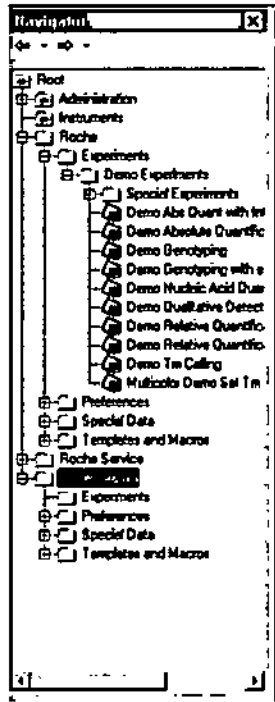 Navigator
Root
Administration
Instruments
Roche
Experiments
Demo Experiments
Special Experiments
Demo Abs Quant with Int
Demo Absolute Quantific
Demo Genotyping
Demo Genotyping with e
Demo Nucleic Acid Quan
Demo Qualitative Detect
Demo Relative Quantific
Demo Relative Quantific
Demo Tm Calling
Multicolor Demo Set Tm
Preferences
Special Data
Templates and Macros
Roche Service
Experiments
Preferences
Special Data
Templates and Macros